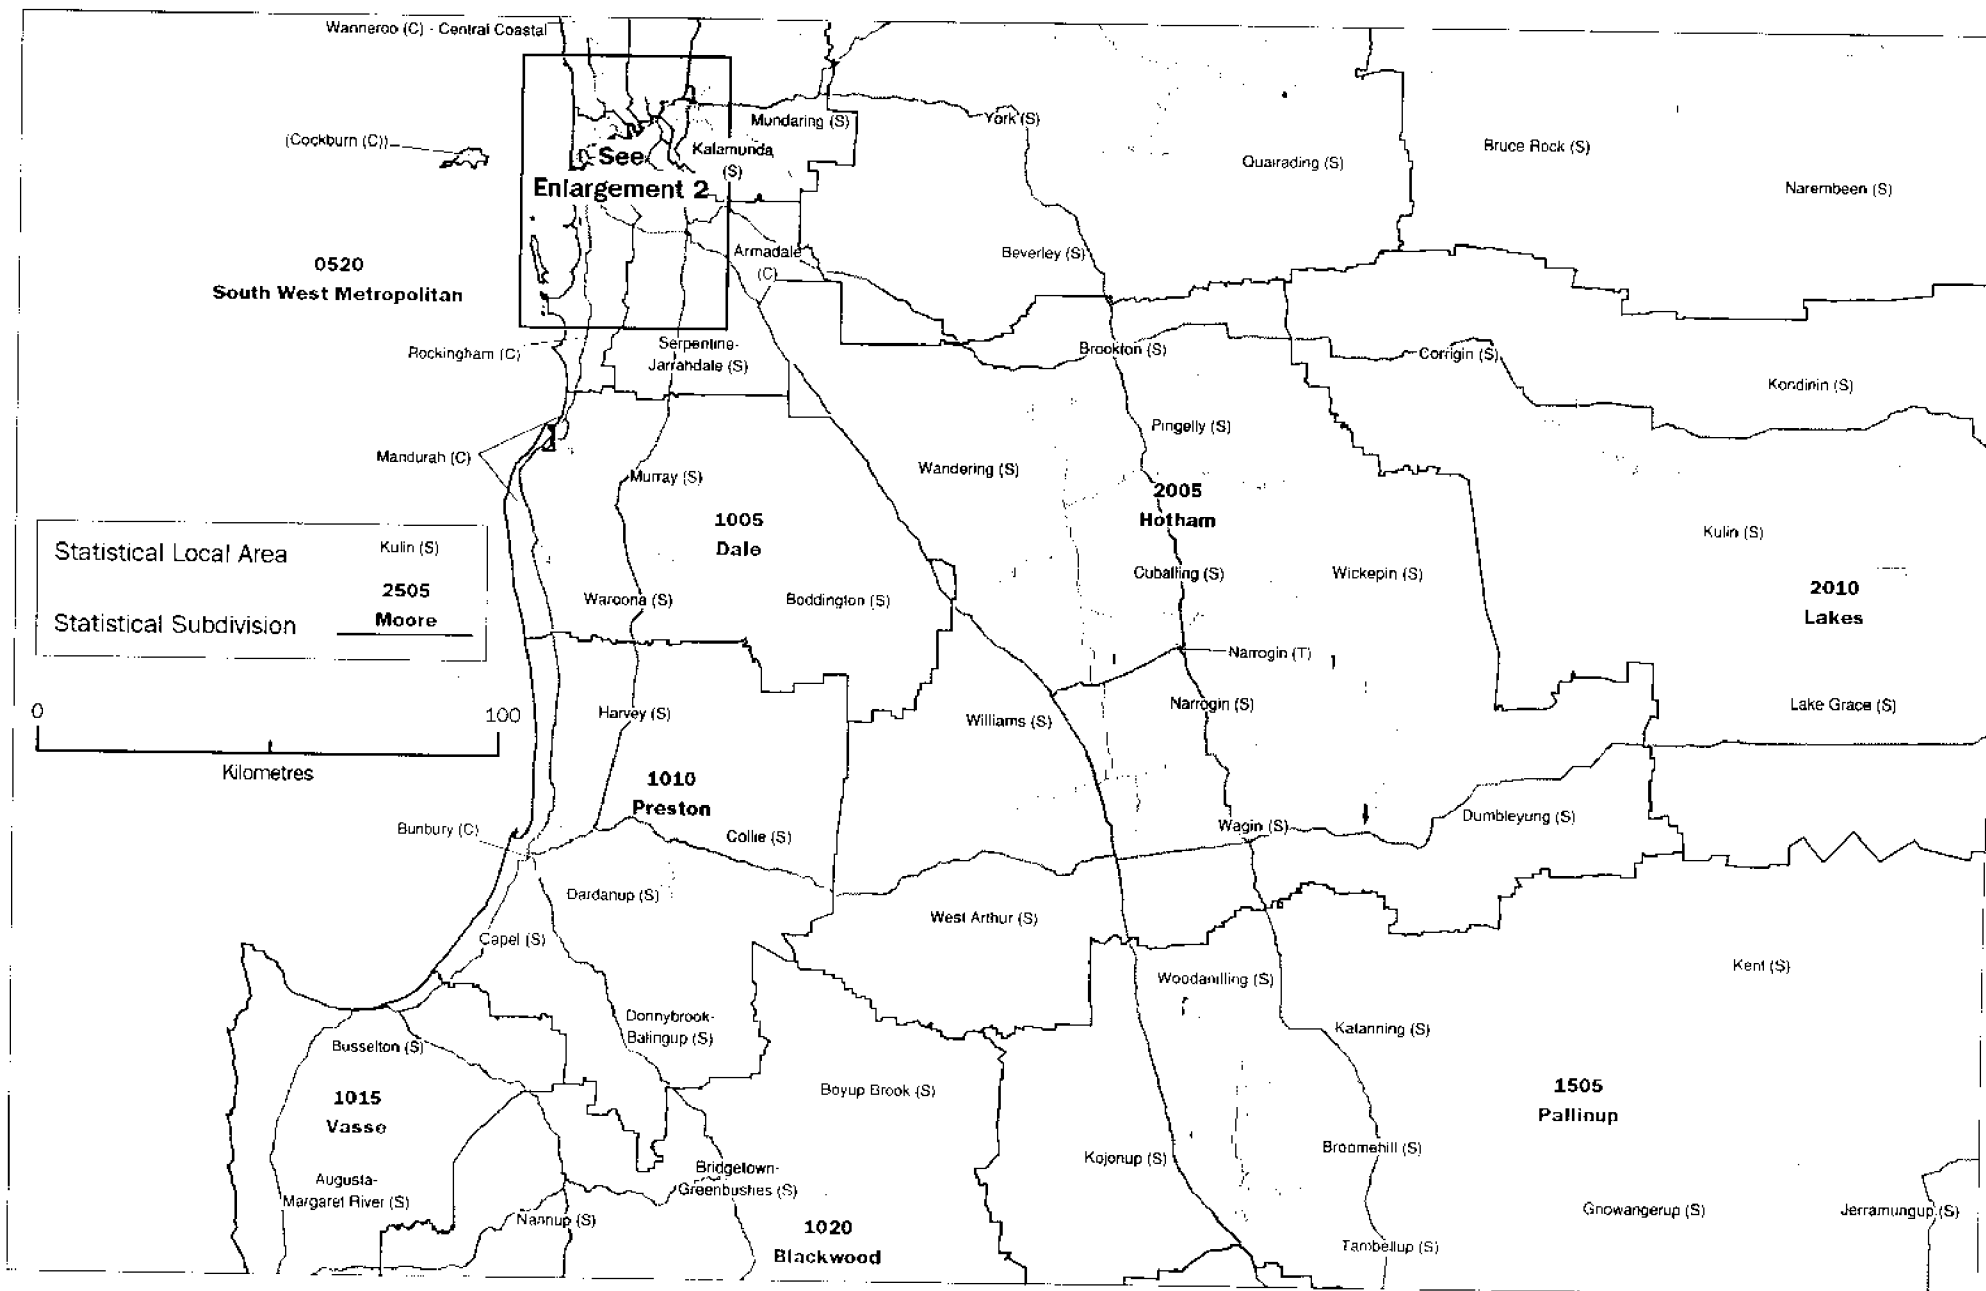 Wanneroo (C) - Central Coastal
(Cockburn (C))
See
Enlargement 2
Mundaring (S)
Kalamunda
(S)
York (S)
Quairading (S)
Bruce Rock (S)
Narembeen (S)
0520
South West Metropolitan
Armadale
(C)
Beverley (S)
Rockingham (C)
Serpentine-
Jarrahdale (S)
Brookton (S)
Corrigin (S)
Kondinin (S)
Mandurah (C)
Murray (S)
Wandering (S)
Pingelly (S)
2005
Hotham
1005
Dale
Kulin (S)
Statistical Local Area
Kulin (S)
2505
Moore
Statistical Subdivision
Waroona (S)
Boddington (S)
Cuballing (S)
Wickepin (S)
2010
Lakes
Narrogin (T)
0
100
Kilometres
Harvey (S)
Williams (S)
Narrogin (S)
Lake Grace (S)
1010
Preston
Bunbury (C)
Collie (S)
Wagin (S)
Dumbleyung (S)
Dardanup (S)
West Arthur (S)
Capel (S)
Woodanilling (S)
Kent (S)
Donnybrook-
Balingup (S)
Busselton (S)
Katanning (S)
1015
Vasse
Boyup Brook (S)
1505
Pallinup
Augusta-
Margaret River (S)
Bridgetown-
Greenbushes (S)
Kojonup (S)
Broomehill (S)
Nannup (S)
1020
Blackwood
Gnowangerup (S)
Jerramungup (S)
Tambellup (S)